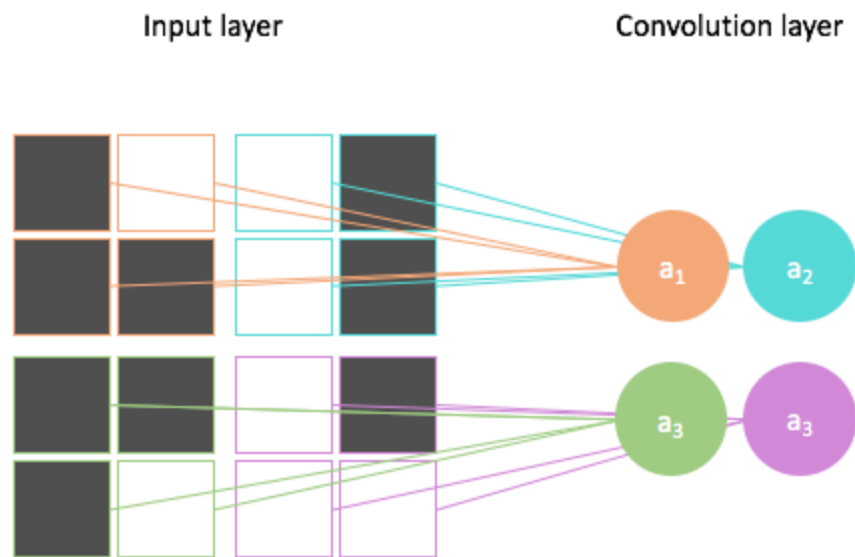 Input layer
Convolution layer
a₁
a₂
a₃
a₃